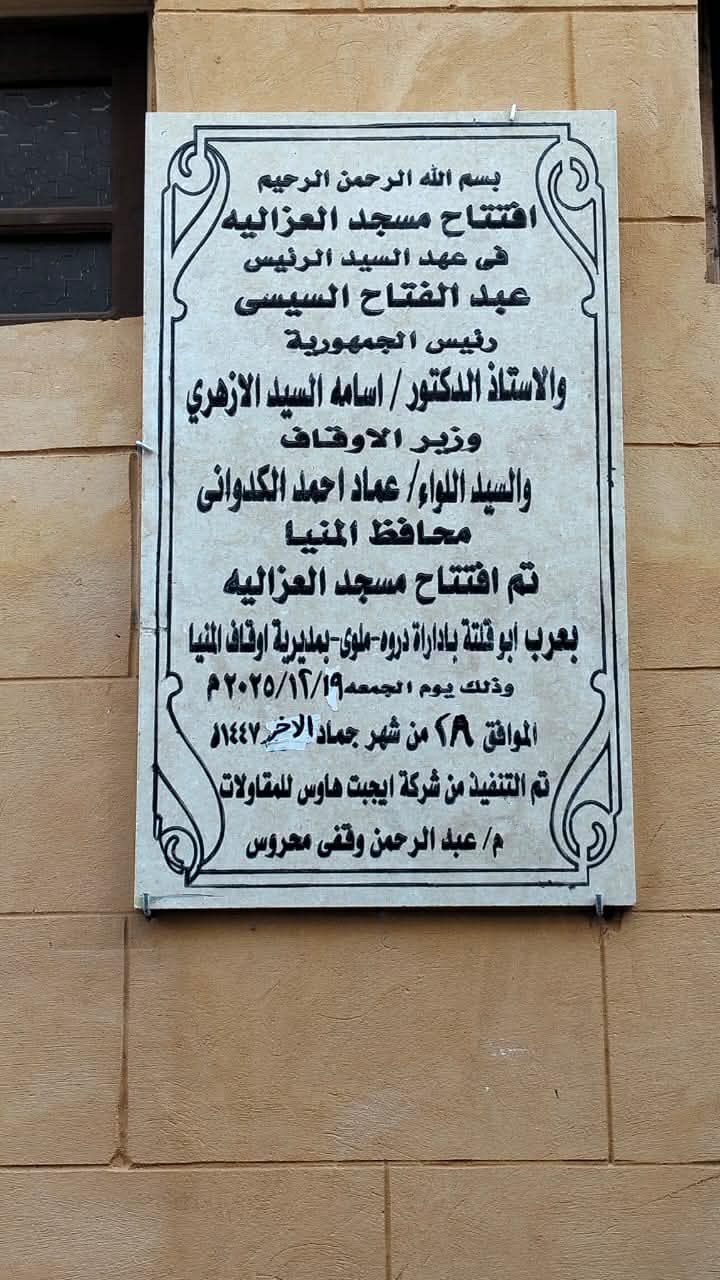 بسم الله الرحمن الرحيم
افتتاح مسجد العزاليه
فى عهد السيد الرئيس
عبد الفتاح السيسى
رئيس الجمهورية
والاستاذ الدكتور / اسامه السيد الازهري
وزير الاوقاف
والسيد اللواء/ عماد احمد الكدوانى
محافظ المنيا
تم افتتاح مسجد العزاليه
بعرب ابو قلتة باداراة دروه-ملوى-بمديرية اوقاف المنيا
وذلك يوم الجمعه ٢٠٢٥/١٢/١٩ م
الموافق ٢٨ من شهر جماد الاخر ١٤٤٧ه
تم التنفيذ من شركة ايجبت هاوس للمقاولات
م/ عبد الرحمن وقفى محروس